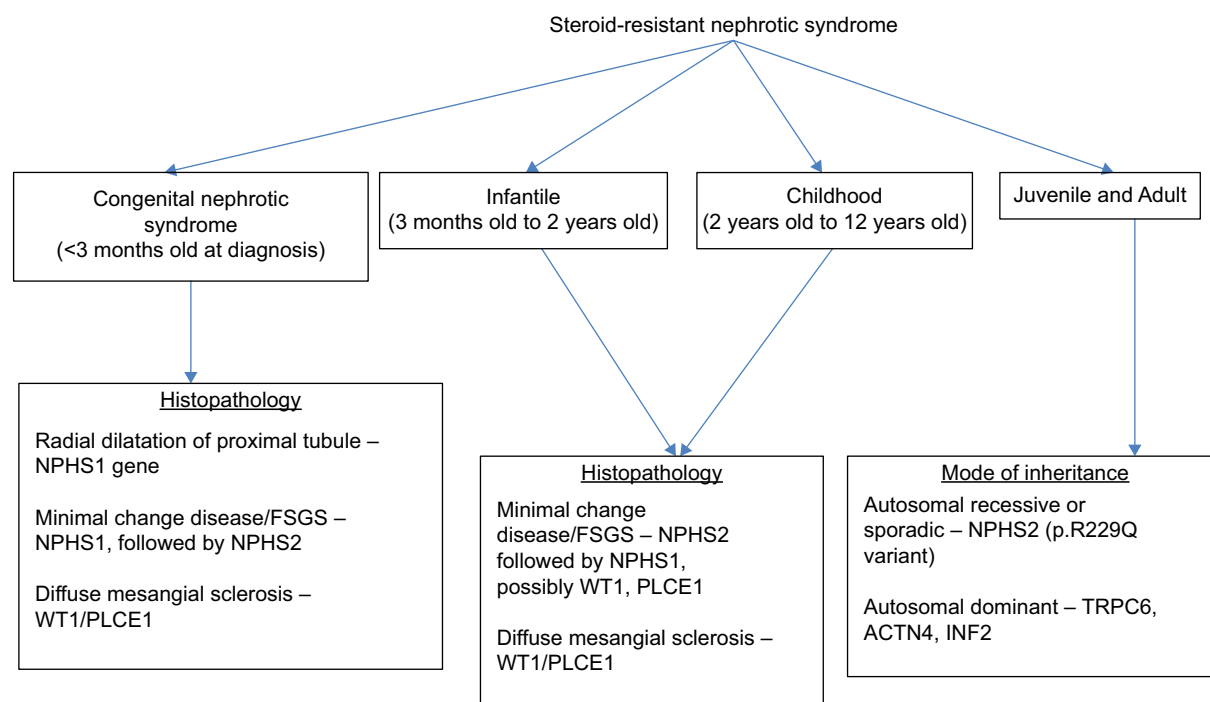 Steroid-resistant nephrotic syndrome
Congenital nephrotic
syndrome
(<3 months old at diagnosis)
Infantile
(3 months old to 2 years old)
Childhood
(2 years old to 12 years old)
Juvenile and Adult
Histopathology
Radial dilatation of proximal tubule –
NPHS1 gene
Minimal change disease/FSGS –
NPHS1, followed by NPHS2
Diffuse mesangial sclerosis –
WT1/PLCE1
Histopathology
Minimal change
disease/FSGS – NPHS2
followed by NPHS1,
possibly WT1, PLCE1
Diffuse mesangial sclerosis –
WT1/PLCE1
Mode of inheritance
Autosomal recessive or
sporadic – NPHS2 (p.R229Q
variant)
Autosomal dominant – TRPC6,
ACTN4, INF2